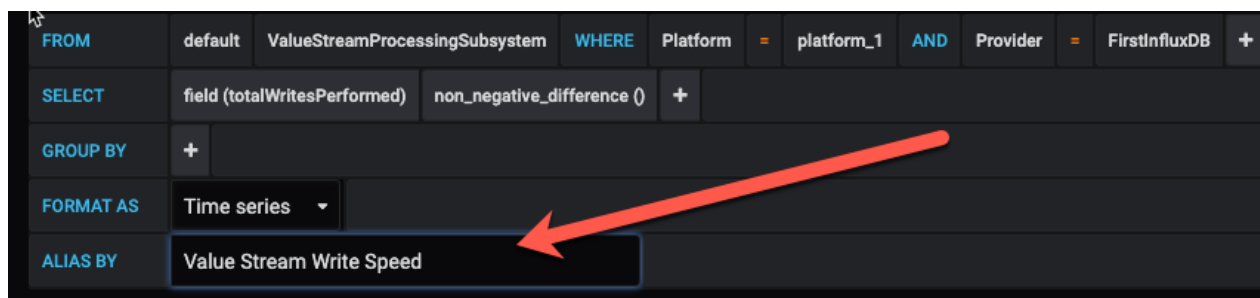 FROM default ValueStreamProcessingSubsystem WHERE Platform = platform_1 AND Provider = FirstInfluxDB +
SELECT field (totalWritesPerformed) non_negative_difference () +
GROUP BY +
FORMAT AS Time series
ALIAS BY Value Stream Write Speed